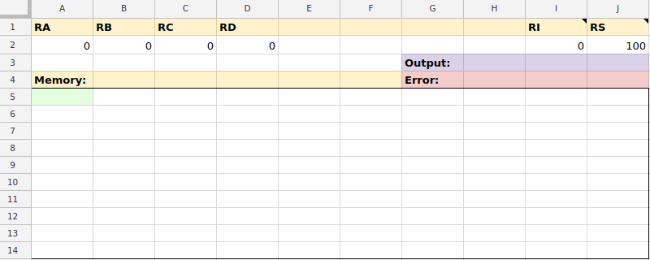 A B C D E F G H I J
1 RA RB RC RD RI RS
2 0 0 0 0 0 100
3 Output:
4 Memory: Error:
5
6
7
8
9
10
11
12
13
14